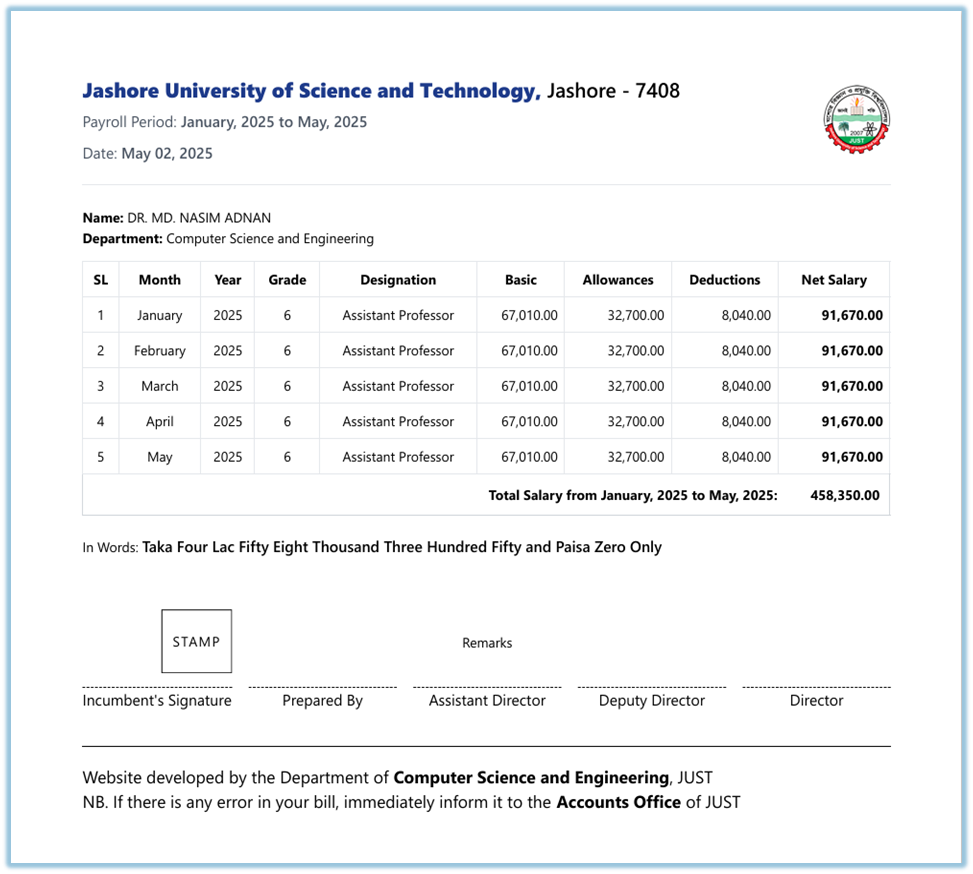 Jashore University of Science and Technology, Jashore - 7408
Payroll Period: January, 2025 to May, 2025
Date: May 02, 2025
2007
JUST
Name: DR. MD. NASIM ADNAN
Department: Computer Science and Engineering
SL Month Year Grade Designation Basic Allowances Deductions Net Salary
1 January 2025 6 Assistant Professor 67,010.00 32,700.00 8,040.00 91,670.00
2 February 2025 6 Assistant Professor 67,010.00 32,700.00 8,040.00 91,670.00
3 March 2025 6 Assistant Professor 67,010.00 32,700.00 8,040.00 91,670.00
4 April 2025 6 Assistant Professor 67,010.00 32,700.00 8,040.00 91,670.00
5 May 2025 6 Assistant Professor 67,010.00 32,700.00 8,040.00 91,670.00
Total Salary from January, 2025 to May, 2025: 458,350.00
In Words: Taka Four Lac Fifty Eight Thousand Three Hundred Fifty and Paisa Zero Only
STAMP
Remarks
Incumbent's Signature Prepared By Assistant Director Deputy Director Director
Website developed by the Department of Computer Science and Engineering, JUST
NB. If there is any error in your bill, immediately inform it to the Accounts Office of JUST